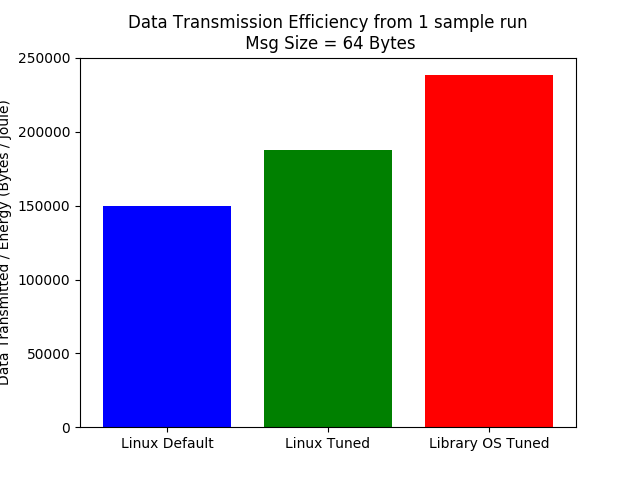 Data Transmission Efficiency from 1 sample run
Msg Size = 64 Bytes
Data Transmitted / Energy (Bytes / Joule)
250000
200000
150000
100000
50000
0
Linux Default
Linux Tuned
Library OS Tuned